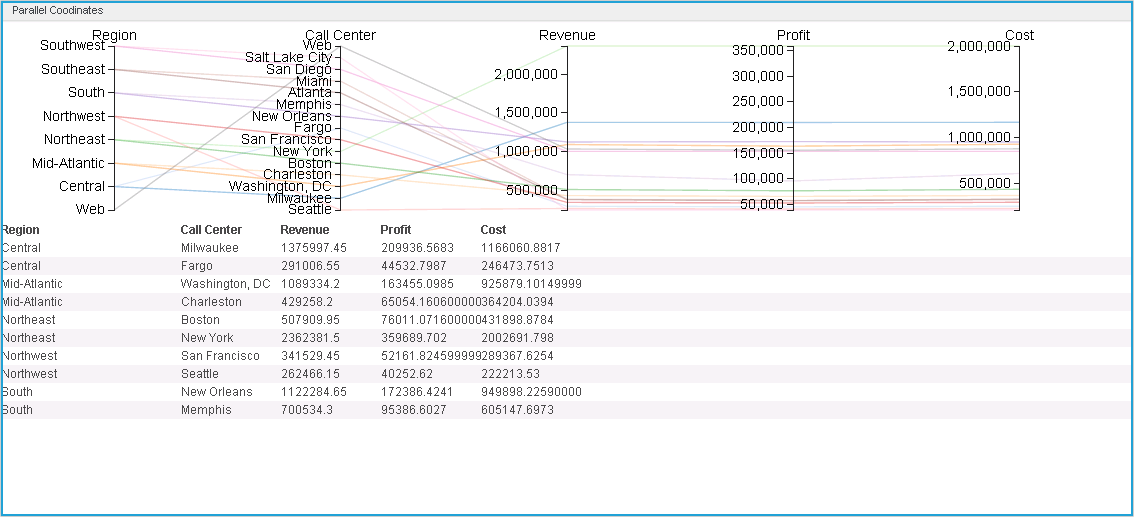 Parallel Coodinates
Region Call Center Revenue Profit Cost
Southwest
Southeast
South
Northwest
Northeast
Mid-Atlantic
Central
Web
Web
Salt Lake City
San Diego
Miami
Atlanta
Memphis
New Orleans
Fargo
San Francisco
New York
Boston
Charleston
Washington, DC
Milwaukee
Seattle
2,000,000
1,500,000
1,000,000
500,000
350,000
300,000
250,000
200,000
150,000
100,000
50,000
2,000,000
1,500,000
1,000,000
500,000
Region Call Center Revenue Profit Cost
Central Milwaukee 1375997.45 209936.5683 1166060.8817
Central Fargo 291006.55 44532.7987 246473.7513
Mid-Atlantic Washington, DC 1089334.2 163455.0985 925879.10149999
Mid-Atlantic Charleston 429258.2 65054.160600000364204.0394
Northeast Boston 507909.95 76011.071600000431898.8784
Northeast New York 2362381.5 359689.702 2002691.798
Northwest San Francisco 341529.45 52161.824599999289367.6254
Northwest Seattle 262466.15 40252.62 222213.53
South New Orleans 1122284.65 172386.4241 949898.22590000
South Memphis 700534.3 95386.6027 605147.6973